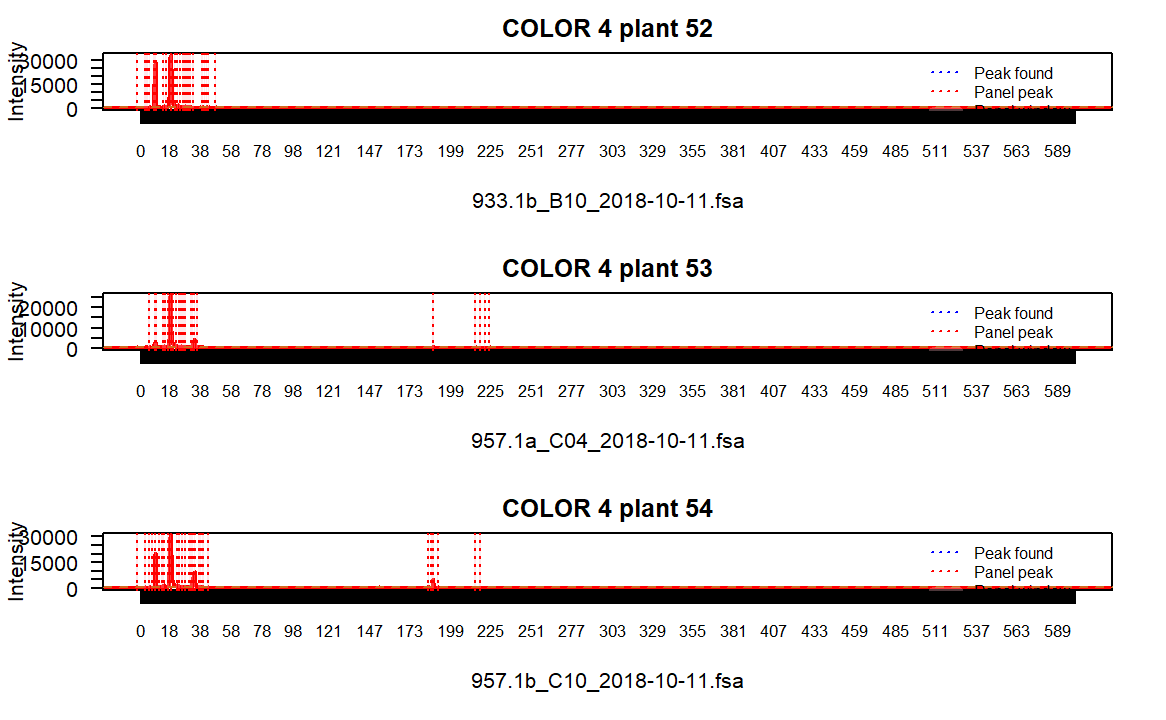 COLOR 4 plant 52
Intensity
30000
15000
0
Peak found
Panel peak
0 18 38 58 78 98 121 147 173 199 225 251 277 303 329 355 381 407 433 459 485 511 537 563 589
933.1b_B10_2018-10-11.fsa
COLOR 4 plant 53
Intensity
20000
10000
0
Peak found
Panel peak
0 18 38 58 78 98 121 147 173 199 225 251 277 303 329 355 381 407 433 459 485 511 537 563 589
957.1a_C04_2018-10-11.fsa
COLOR 4 plant 54
Intensity
30000
15000
0
Peak found
Panel peak
0 18 38 58 78 98 121 147 173 199 225 251 277 303 329 355 381 407 433 459 485 511 537 563 589
957.1b_C10_2018-10-11.fsa